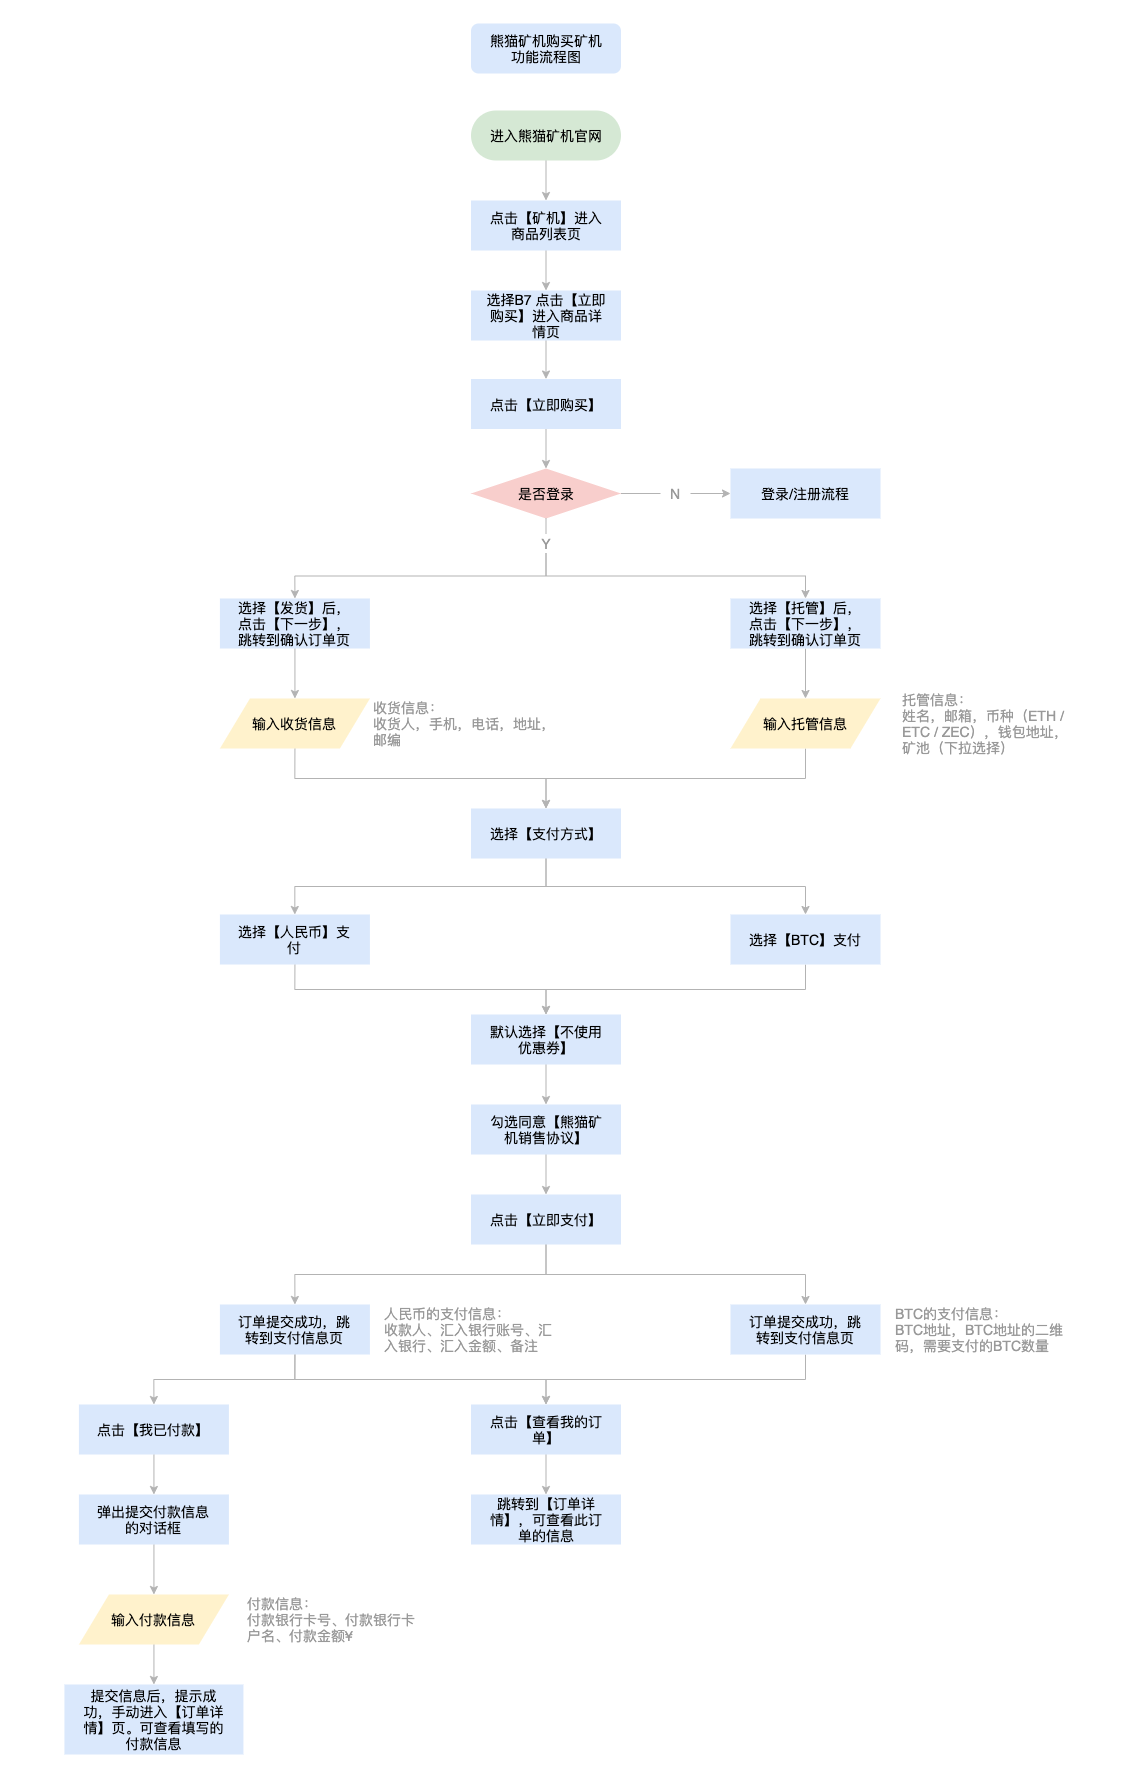 熊猫矿机购买矿机
功能流程图
进入熊猫矿机官网
点击【矿机】进入
商品列表页
选择B7 点击【立即
购买】进入商品详
情页
点击【立即购买】
是否登录
N
登录/注册流程
Y
选择【发货】后，
点击【下一步】，
跳转到确认订单页
选择【托管】后，
点击【下一步】，
跳转到确认订单页
输入收货信息
收货信息：
收货人，手机，电话，地址，
邮编
输入托管信息
托管信息：
姓名，邮箱，币种（ETH /
ETC / ZEC），钱包地址，
矿池（下拉选择）
选择【支付方式】
选择【人民币】支
付
选择【BTC】支付
默认选择【不使用
优惠券】
勾选同意【熊猫矿
机销售协议】
点击【立即支付】
订单提交成功，跳
转到支付信息页
人民币的支付信息：
收款人、汇入银行账号、汇
入银行、汇入金额、备注
订单提交成功，跳
转到支付信息页
BTC的支付信息：
BTC地址，BTC地址的二维
码，需要支付的BTC数量
点击【我已付款】
点击【查看我的订
单】
弹出提交付款信息
的对话框
跳转到【订单详
情】，可查看此订
单的信息
输入付款信息
付款信息：
付款银行卡号、付款银行卡
户名、付款金额¥
提交信息后，提示成
功，手动进入【订单详
情】页。可查看填写的
付款信息